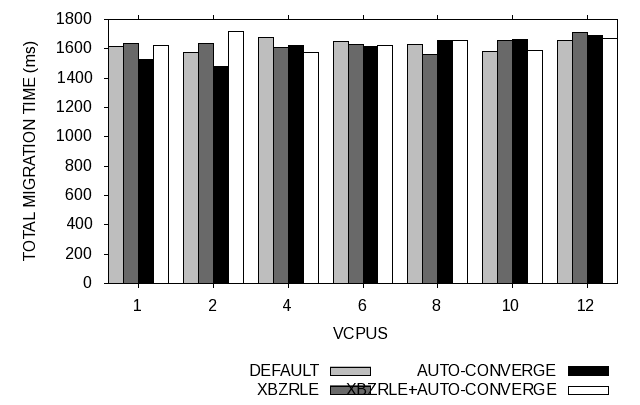 1800
1600
1400
1200
1000
800
600
400
200
0
TOTAL MIGRATION TIME (ms)
1 2 4 6 8 10 12
VCPUS
DEFAULT AUTO-CONVERGE
XBZRLE XBZRLE+AUTO-CONVERGE